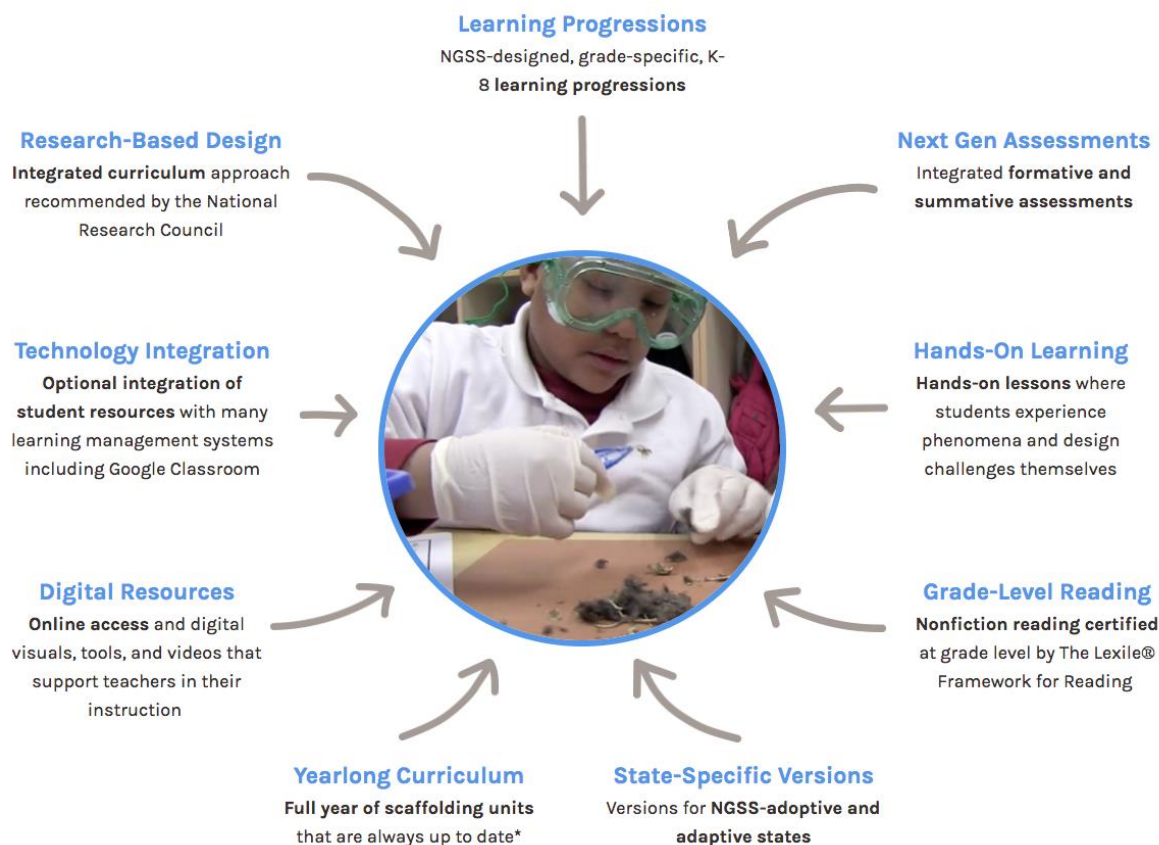 Learning Progressions
NGSS-designed, grade-specific, K-
8 learning progressions
Research-Based Design
Integrated curriculum approach
recommended by the National
Research Council
Next Gen Assessments
Integrated formative and
summative assessments
Technology Integration
Optional integration of
student resources with many
learning management systems
including Google Classroom
Hands-On Learning
Hands-on lessons where
students experience
phenomena and design
challenges themselves
Digital Resources
Online access and digital
visuals, tools, and videos that
support teachers in their
instruction
Grade-Level Reading
Nonfiction reading certified
at grade level by The Lexile®
Framework for Reading
Yearlong Curriculum
Full year of scaffolding units
that are always up to date*
State-Specific Versions
Versions for NGSS-adoptive and
adaptive states